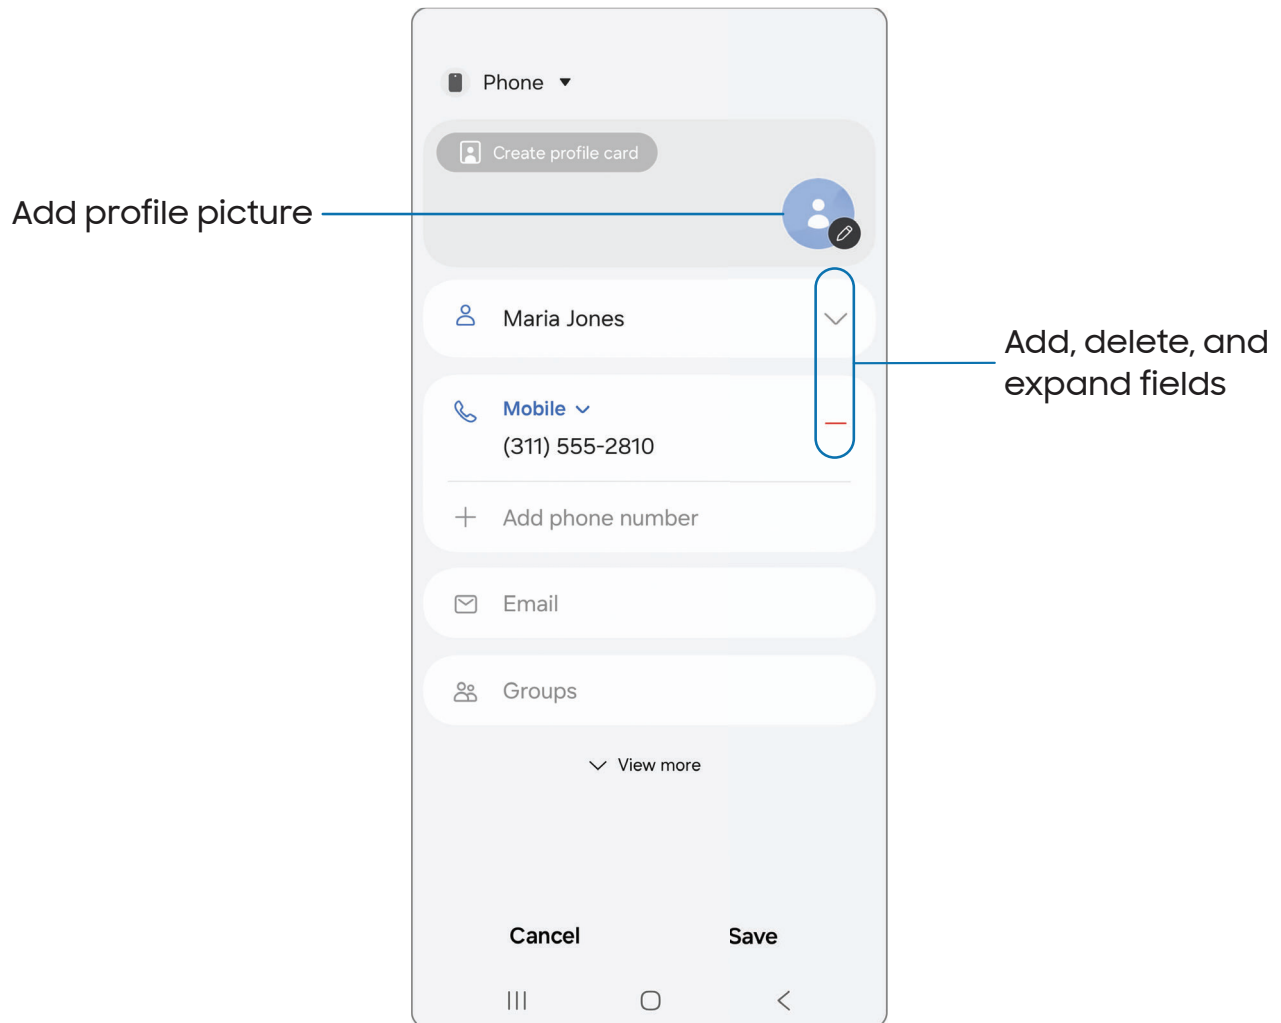 Phone
Create profile card
Add profile picture
Maria Jones
Add, delete, and
expand fields
Mobile
(311) 555-2810
Add phone number
Email
Groups
View more
Cancel
Save